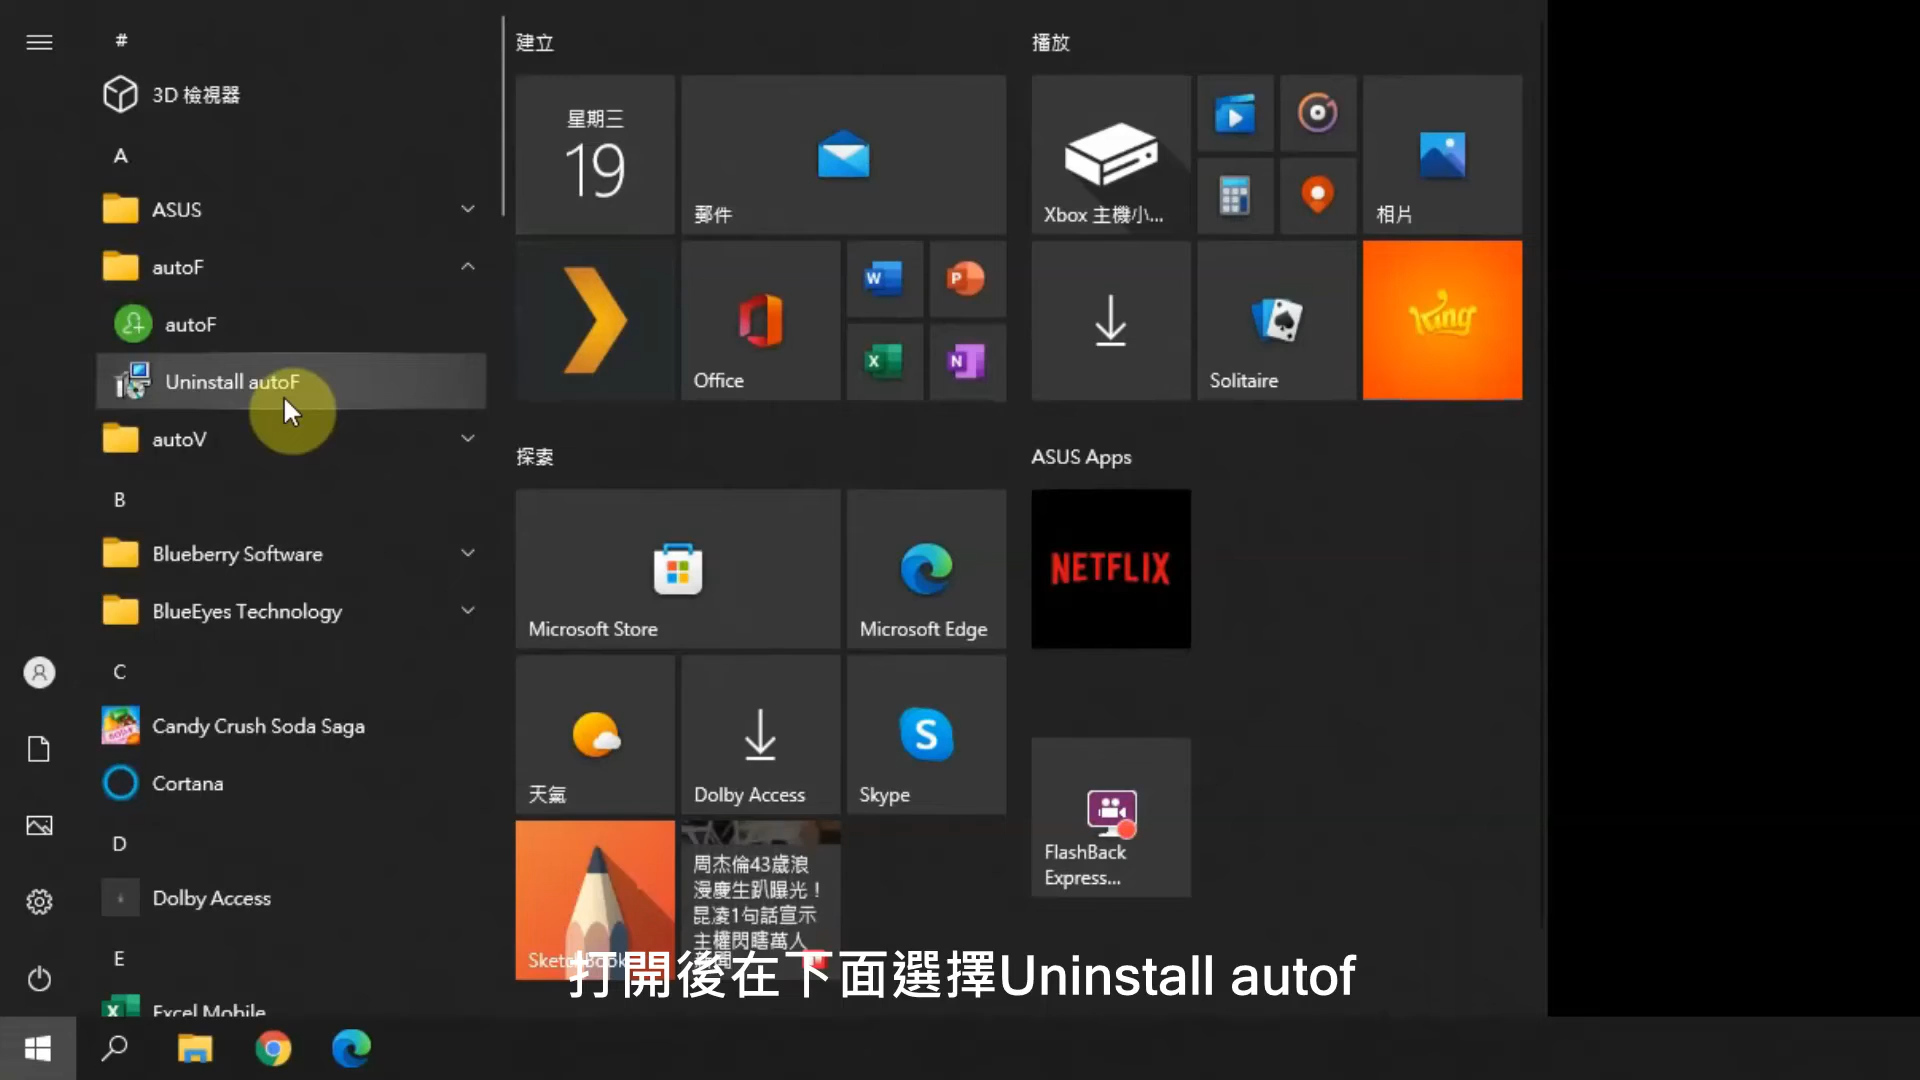 #
3D 檢視器
A
ASUS
autoF
autoF
Uninstall autoF
autoV
B
Blueberry Software
BlueEyes Technology
C
Candy Crush Soda Saga
Cortana
D
Dolby Access
E
Excel Mobile
建立
星期三
19
郵件
Office
W
P
X
N
播放
Xbox 主機小...
相片
Solitaire
King
探索
Microsoft Store
Microsoft Edge
天氣
Dolby Access
Skype
S
SketchBook
周杰倫43歲浪
漫慶生趴曝光！
昆凌1句話宣示
主權閃瞎萬人
新聞
ASUS Apps
NETFLIX
FlashBack
Express...
打開後在下面選擇Uninstall autof